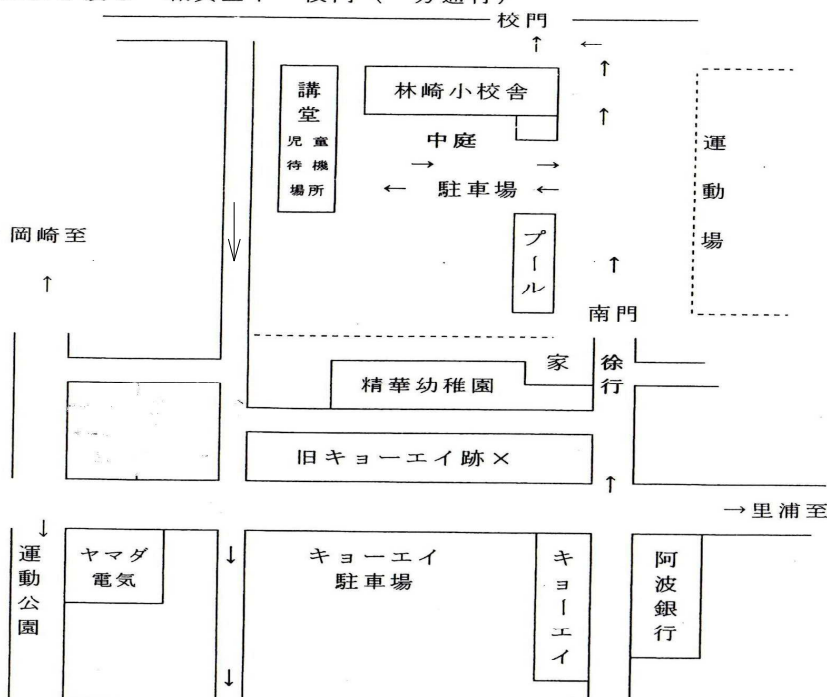 校門
↑ ←
講堂
児童
待機
場所
林崎小校舎
↑
↑
中庭
→ →
← 駐車場 ←
運動場
岡崎至
↑
プール
↑
南門
家
徐行
精華幼稚園
旧キョーエイ跡×
↑
→里浦至
↓
運動公園
ヤマダ
電気
↓
キョーエイ
駐車場
キョーエイ
阿波銀行
↓